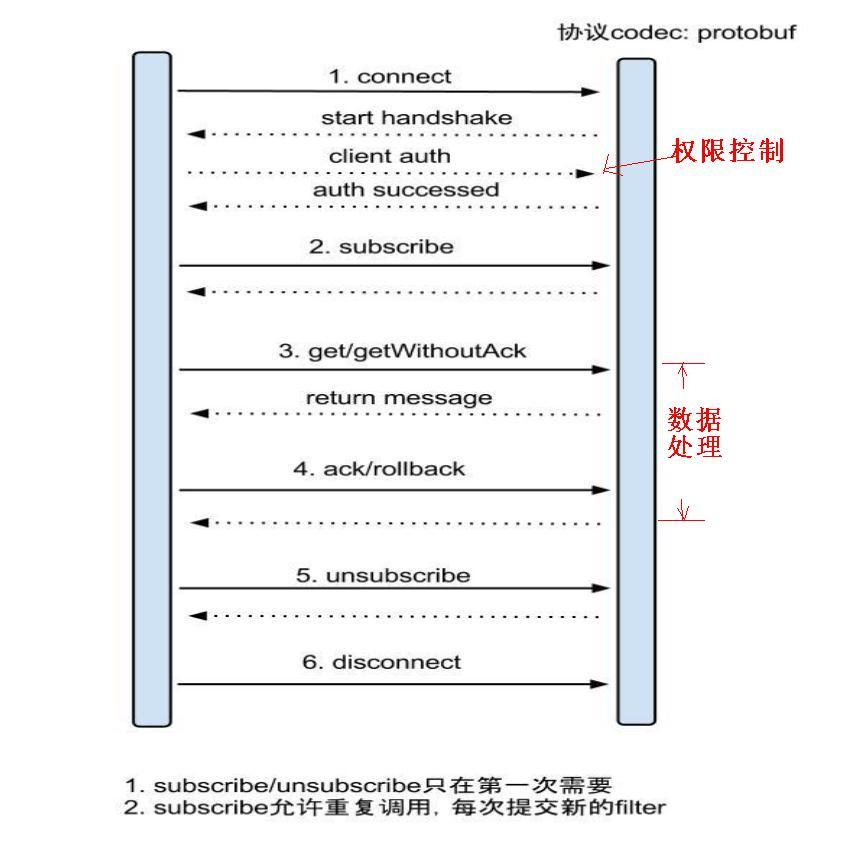 协议codec: protobuf
1. connect
start handshake
client auth
权限控制
auth successed
2. subscribe
3. get/getWithoutAck
return message
数据
处理
4. ack/rollback
5. unsubscribe
6. disconnect
1. subscribe/unsubscribe只在第一次需要
2. subscribe允许重复调用, 每次提交新的filter